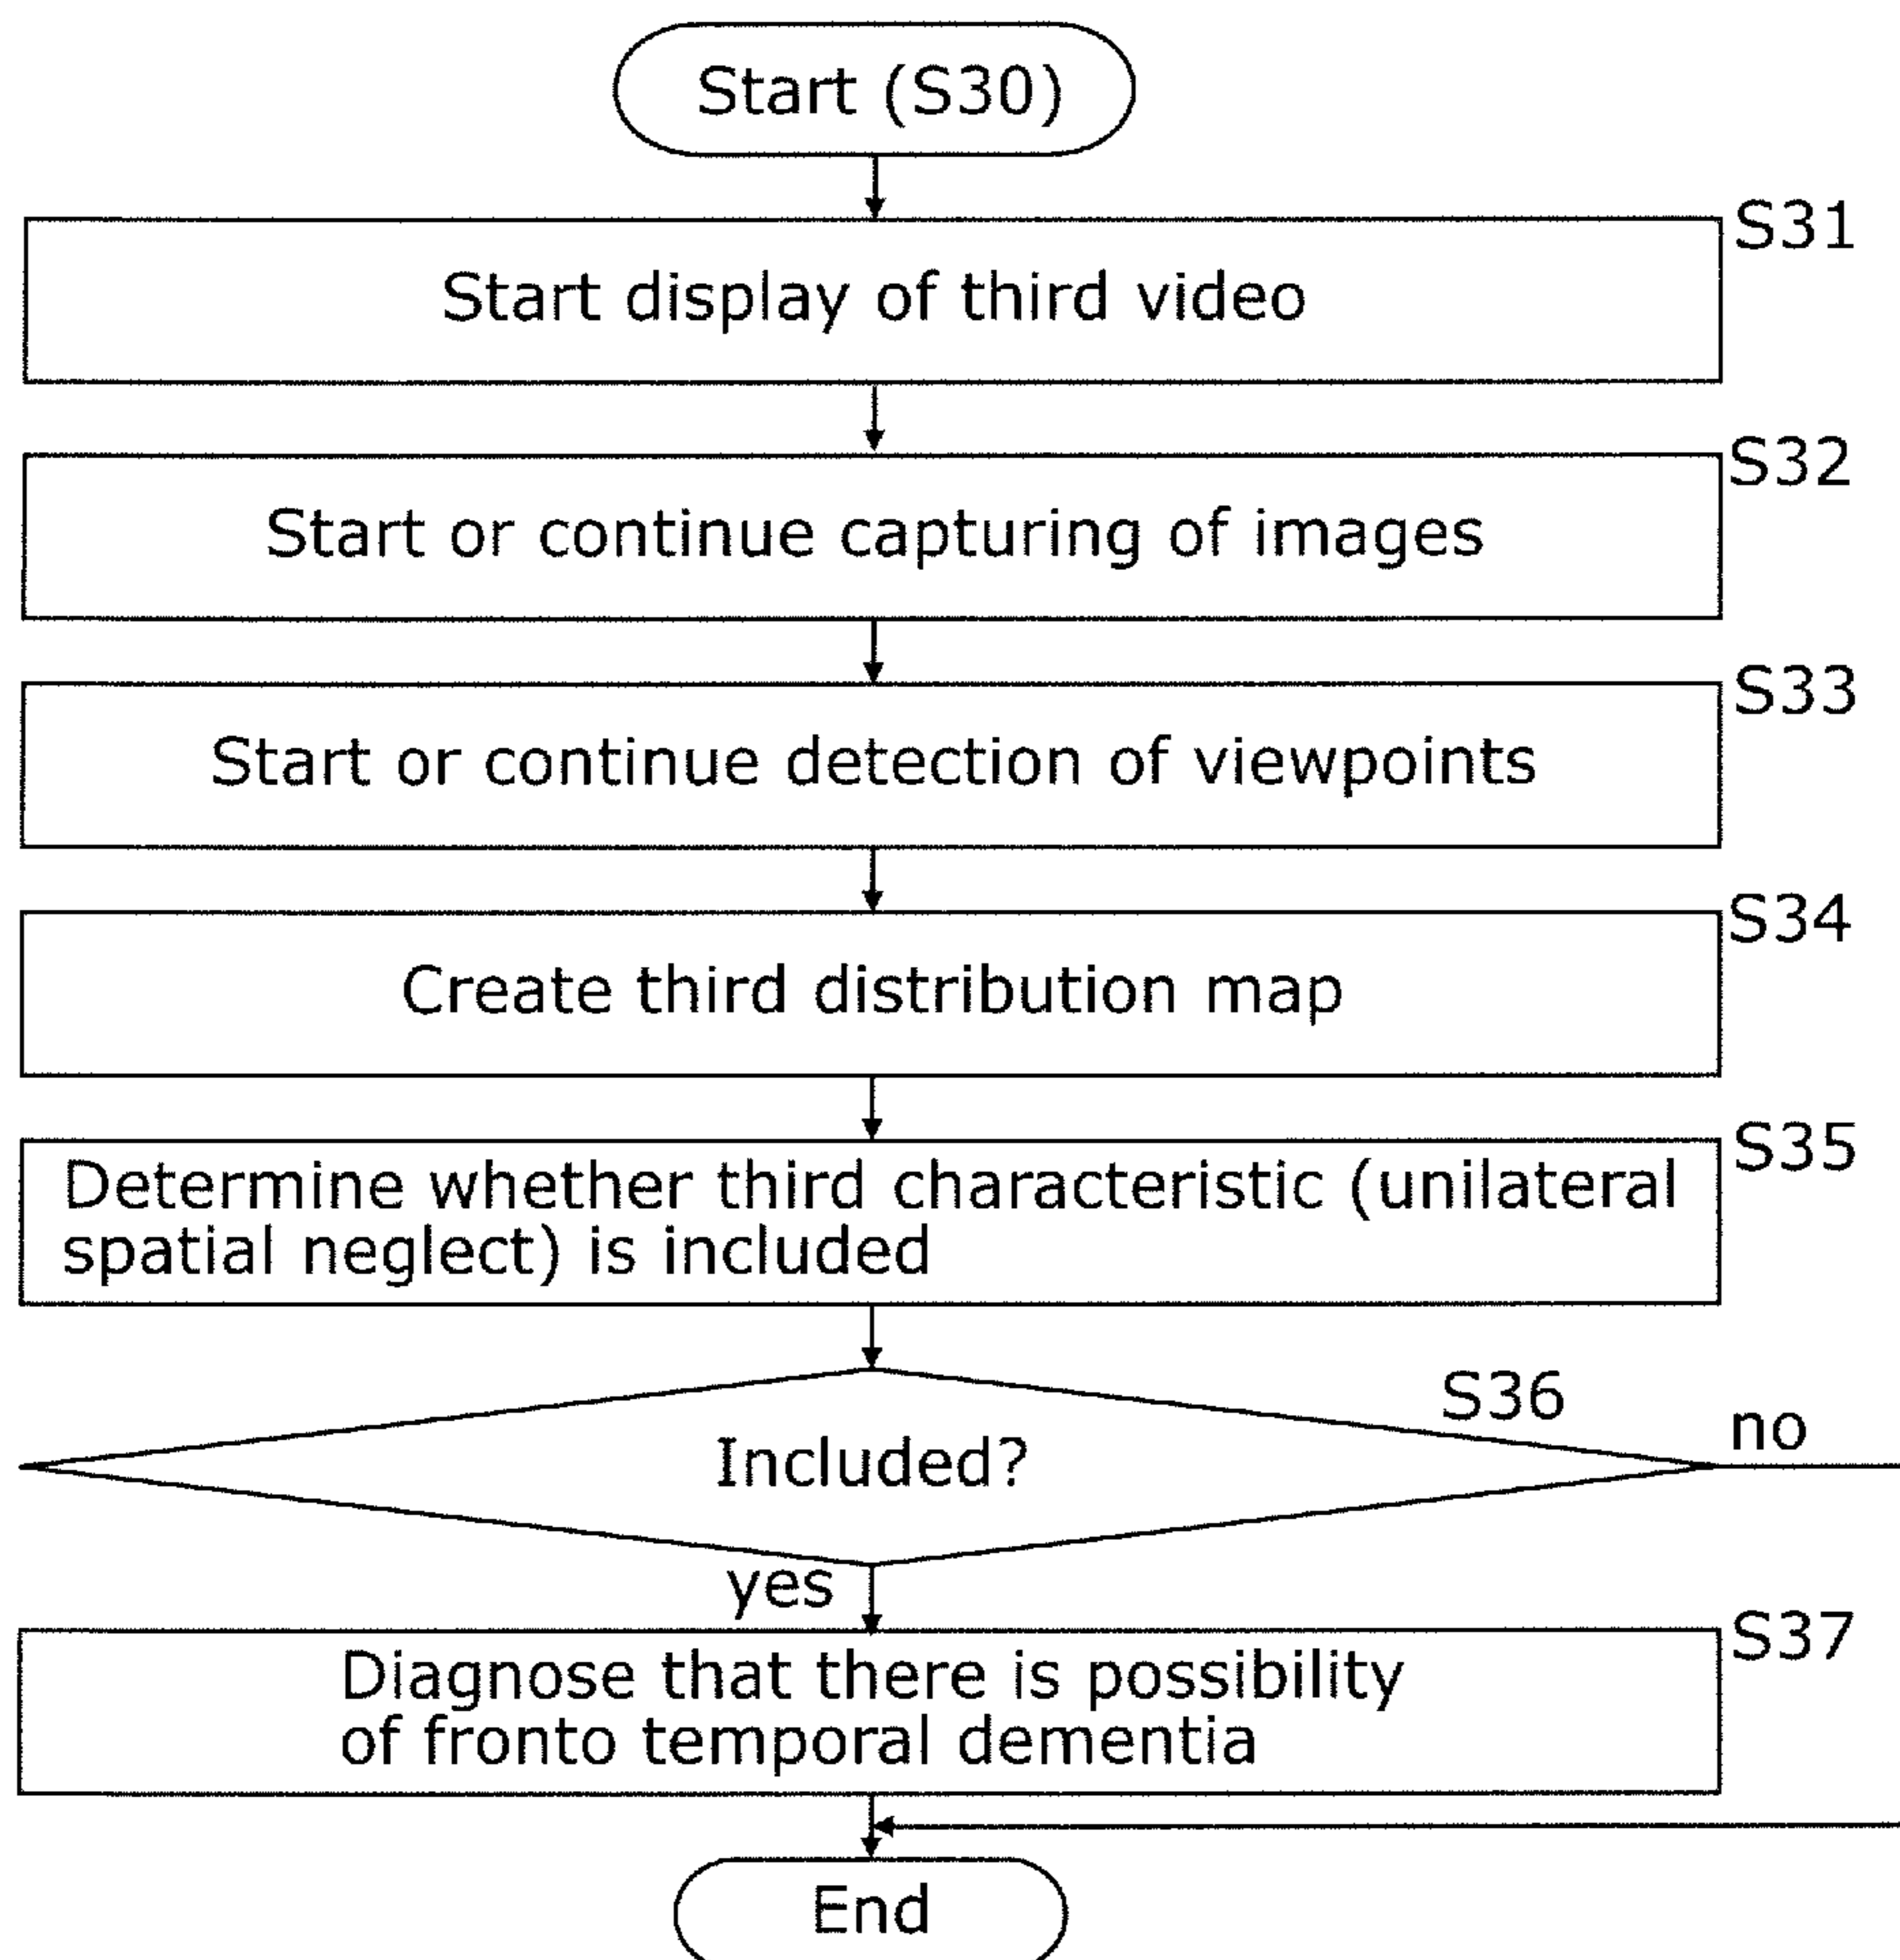 Start (S30)
S31
Start display of third video
S32
Start or continue capturing of images
S33
Start or continue detection of viewpoints
S34
Create third distribution map
S35
Determine whether third characteristic (unilateral
spatial neglect) is included
S36
no
Included?
yes
S37
Diagnose that there is possibility
of fronto temporal dementia
End